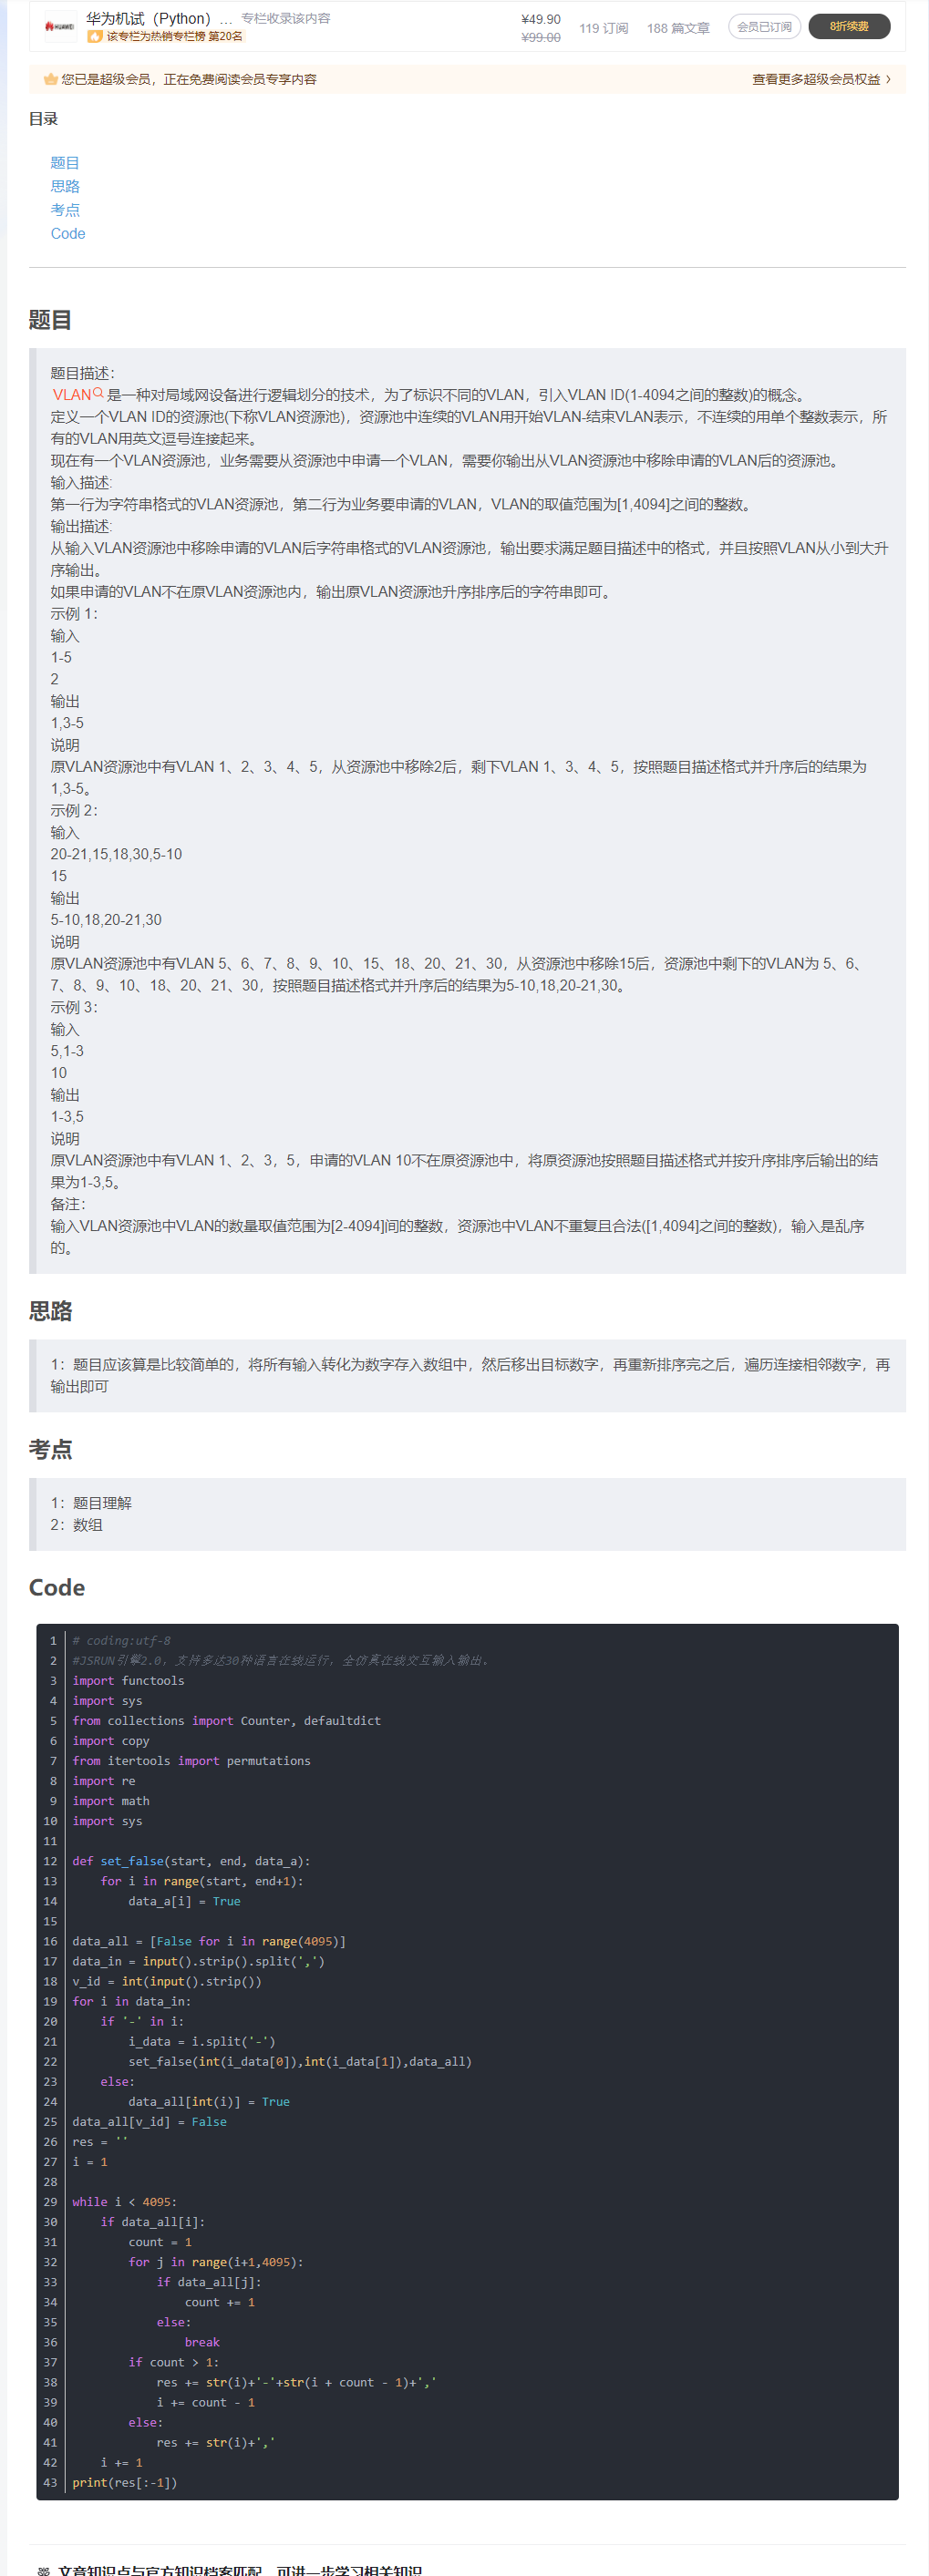 HUAWEI
华为机试（Python）... 专栏收录该内容
该专栏为热销专栏榜 第20名
¥49.90
¥99.00
119 订阅
188 篇文章
会员已订阅
8折续费
您已是超级会员，正在免费阅读会员专享内容
查看更多超级会员权益 >
目录
题目
思路
考点
Code
题目
题目描述：
VLAN是一种对局域网设备进行逻辑划分的技术，为了标识不同的VLAN，引入VLAN ID(1-4094之间的整数)的概念。
定义一个VLAN ID的资源池(下称VLAN资源池)，资源池中连续的VLAN用开始VLAN-结束VLAN表示，不连续的用单个整数表示，所
有的VLAN用英文逗号连接起来。
现在有一个VLAN资源池，业务需要从资源池中申请一个VLAN，需要你输出从VLAN资源池中移除申请的VLAN后的资源池。
输入描述:
第一行为字符串格式的VLAN资源池，第二行为业务要申请的VLAN，VLAN的取值范围为[1,4094]之间的整数。
输出描述:
从输入VLAN资源池中移除申请的VLAN后字符串格式的VLAN资源池，输出要求满足题目描述中的格式，并且按照VLAN从小到大升
序输出。
如果申请的VLAN不在原VLAN资源池内，输出原VLAN资源池升序排序后的字符串即可。
示例 1：
输入
1-5
2
输出
1,3-5
说明
原VLAN资源池中有VLAN 1、2、3、4、5，从资源池中移除2后，剩下VLAN 1、3、4、5，按照题目描述格式并升序后的结果为
1,3-5。
示例 2：
输入
20-21,15,18,30,5-10
15
输出
5-10,18,20-21,30
说明
原VLAN资源池中有VLAN 5、6、7、8、9、10、15、18、20、21、30，从资源池中移除15后，资源池中剩下的VLAN为 5、6、
7、8、9、10、18、20、21、30，按照题目描述格式并升序后的结果为5-10,18,20-21,30。
示例 3：
输入
5,1-3
10
输出
1-3,5
说明
原VLAN资源池中有VLAN 1、2、3，5，申请的VLAN 10不在原资源池中，将原资源池按照题目描述格式并按升序排序后输出的结
果为1-3,5。
备注：
输入VLAN资源池中VLAN的数量取值范围为[2-4094]间的整数，资源池中VLAN不重复且合法([1,4094]之间的整数)，输入是乱序
的。
思路
1：题目应该算是比较简单的，将所有输入转化为数字存入数组中，然后移出目标数字，再重新排序完之后，遍历连接相邻数字，再
输出即可
考点
1：题目理解
2：数组
Code
1 # coding:utf-8
2 #JSRUN引擎2.0，支持多达30种语言在线运行，全仿真在线交互输入输出。
3 import functools
4 import sys
5 from collections import Counter, defaultdict
6 import copy
7 from itertools import permutations
8 import re
9 import math
10 import sys
11
12 def set_false(start, end, data_a):
13     for i in range(start, end+1):
14         data_a[i] = True
15
16 data_all = [False for i in range(4095)]
17 data_in = input().strip().split(',')
18 v_id = int(input().strip())
19 for i in data_in:
20     if '-' in i:
21         i_data = i.split('-')
22         set_false(int(i_data[0]),int(i_data[1]),data_all)
23     else:
24         data_all[int(i)] = True
25 data_all[v_id] = False
26 res = ''
27 i = 1
28
29 while i < 4095:
30     if data_all[i]:
31         count = 1
32         for j in range(i+1,4095):
33             if data_all[j]:
34                 count += 1
35             else:
36                 break
37         if count > 1:
38             res += str(i)+'-'+str(i + count - 1)+','
39             i += count - 1
40         else:
41             res += str(i)+','
42     i += 1
43 print(res[:-1])
文章知识点与官方知识档案匹配，可进一步学习相关知识